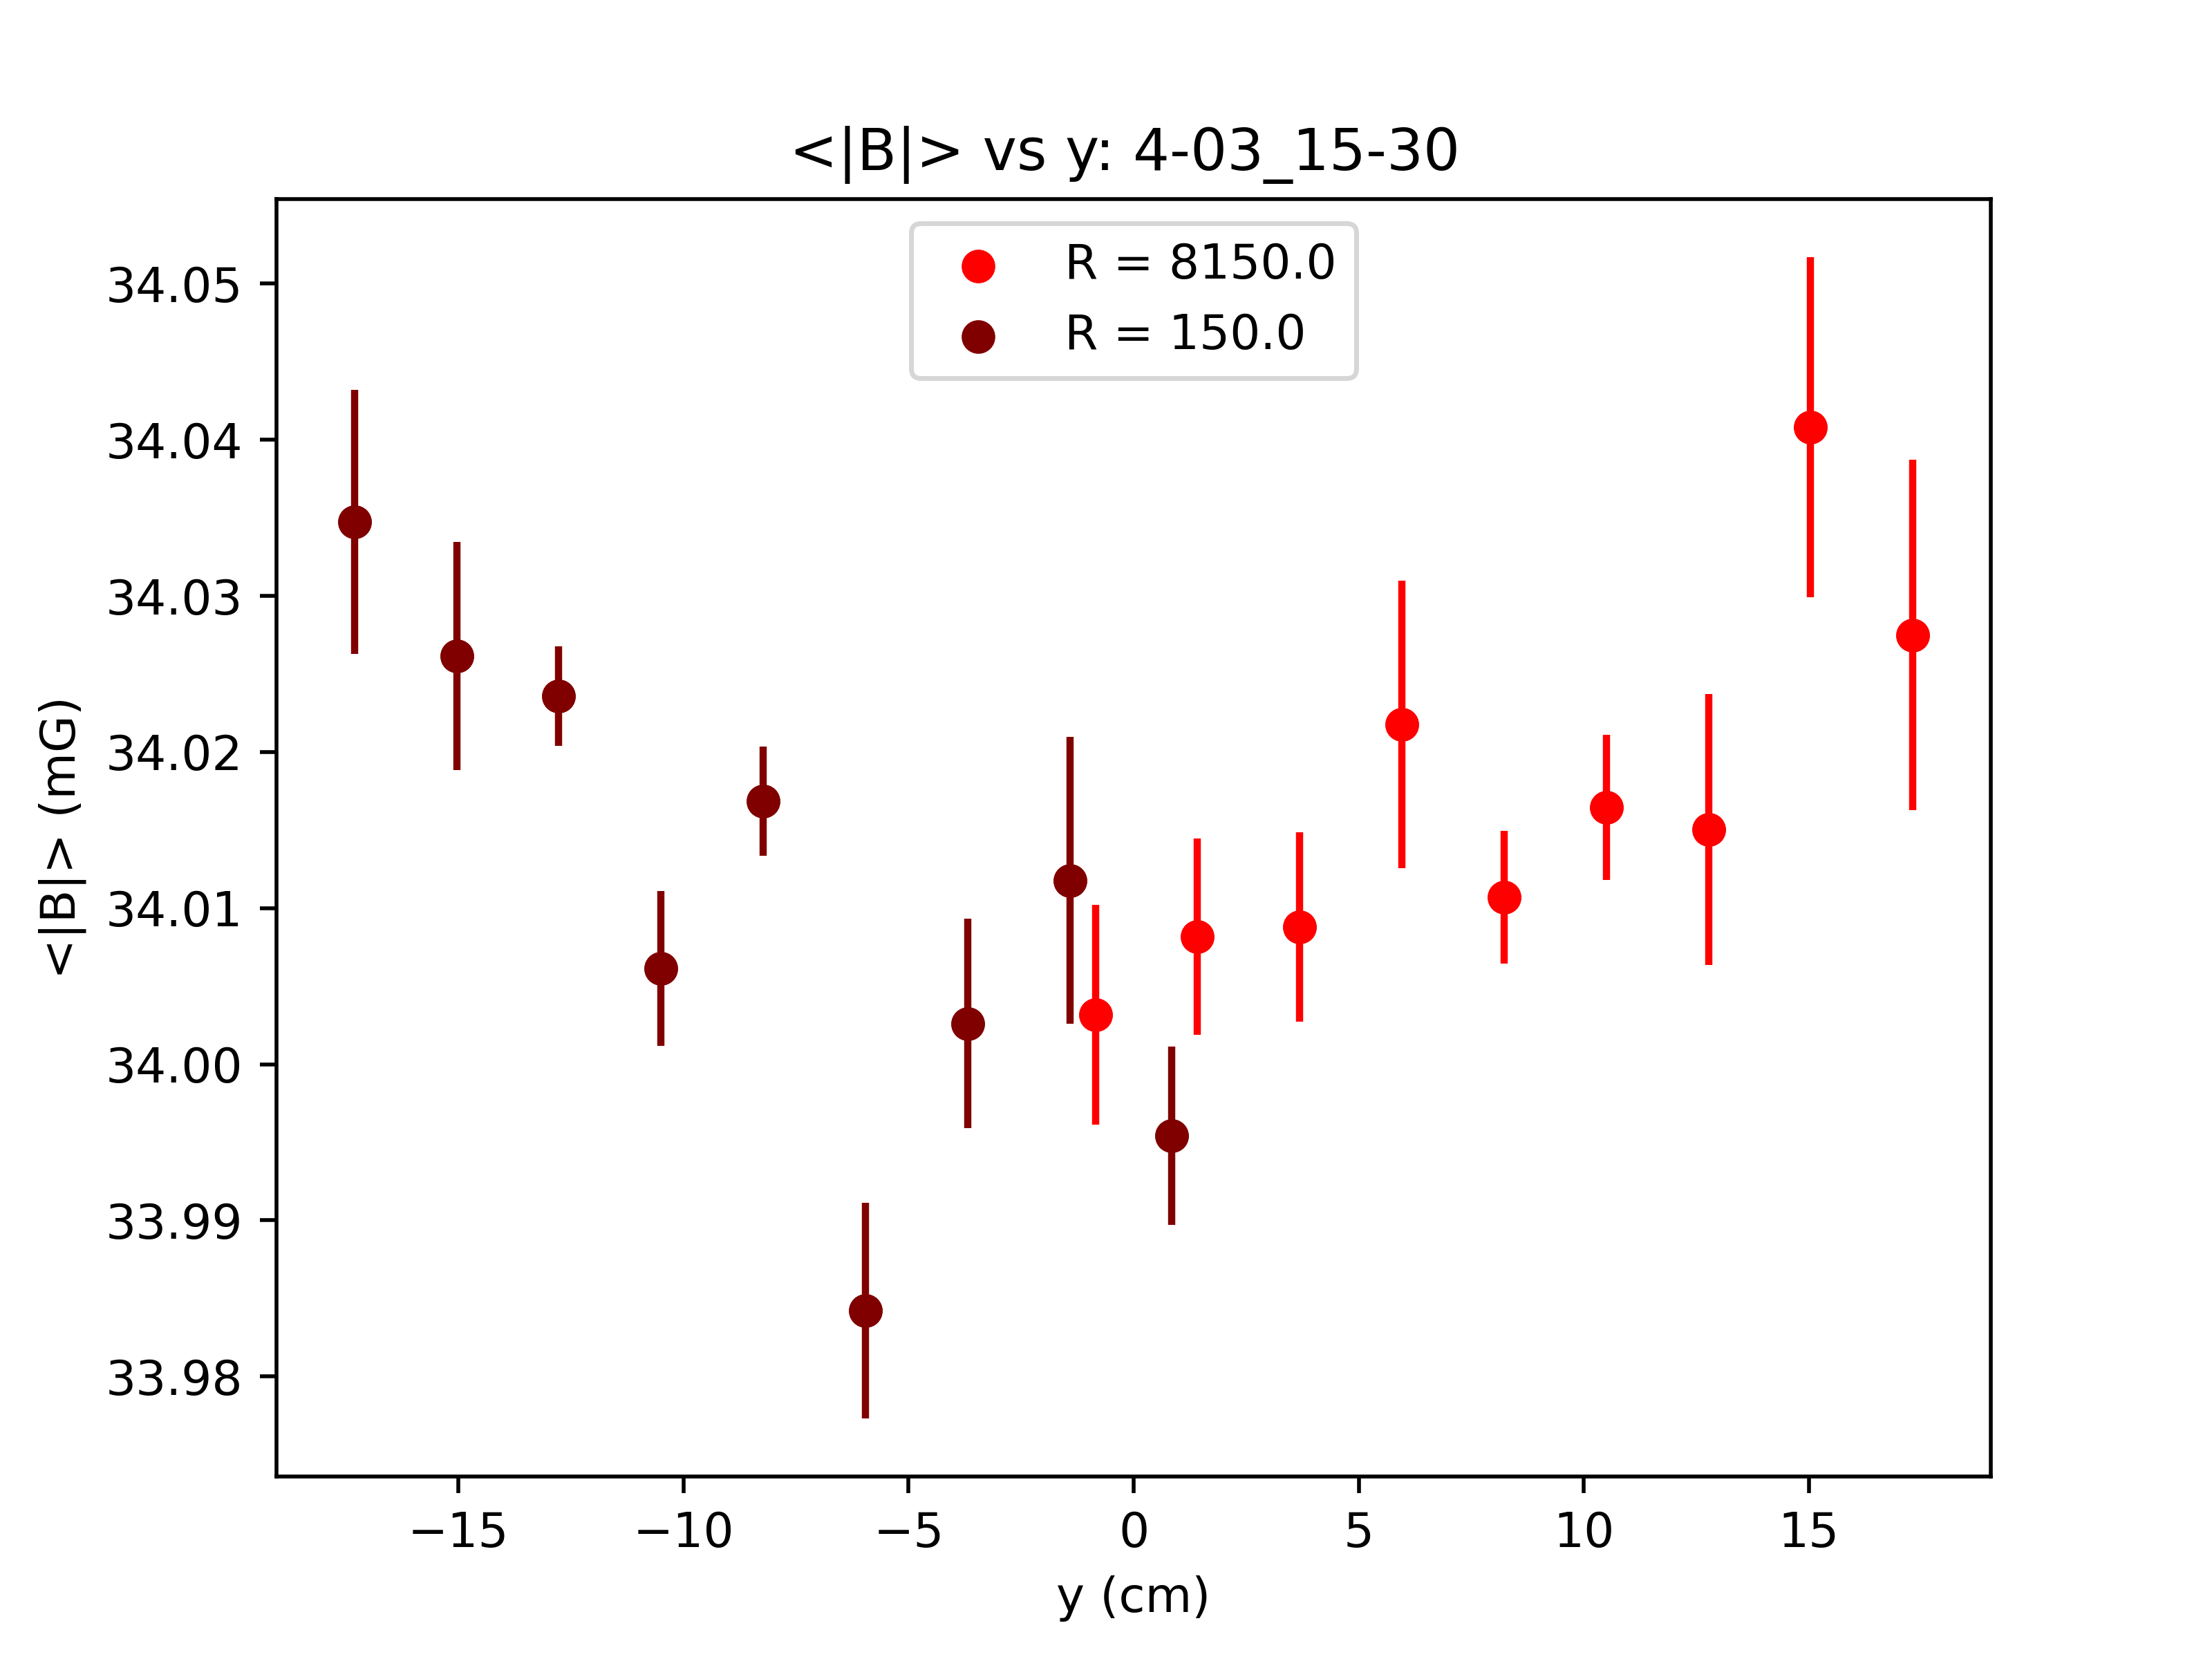 <|B|> vs y: 4-03_15-30
R = 8150.0
R = 150.0
34.05
34.04
34.03
34.02
34.01
34.00
33.99
33.98
<|B|> (mG)
−15 −10 −5 0 5 10 15
y (cm)